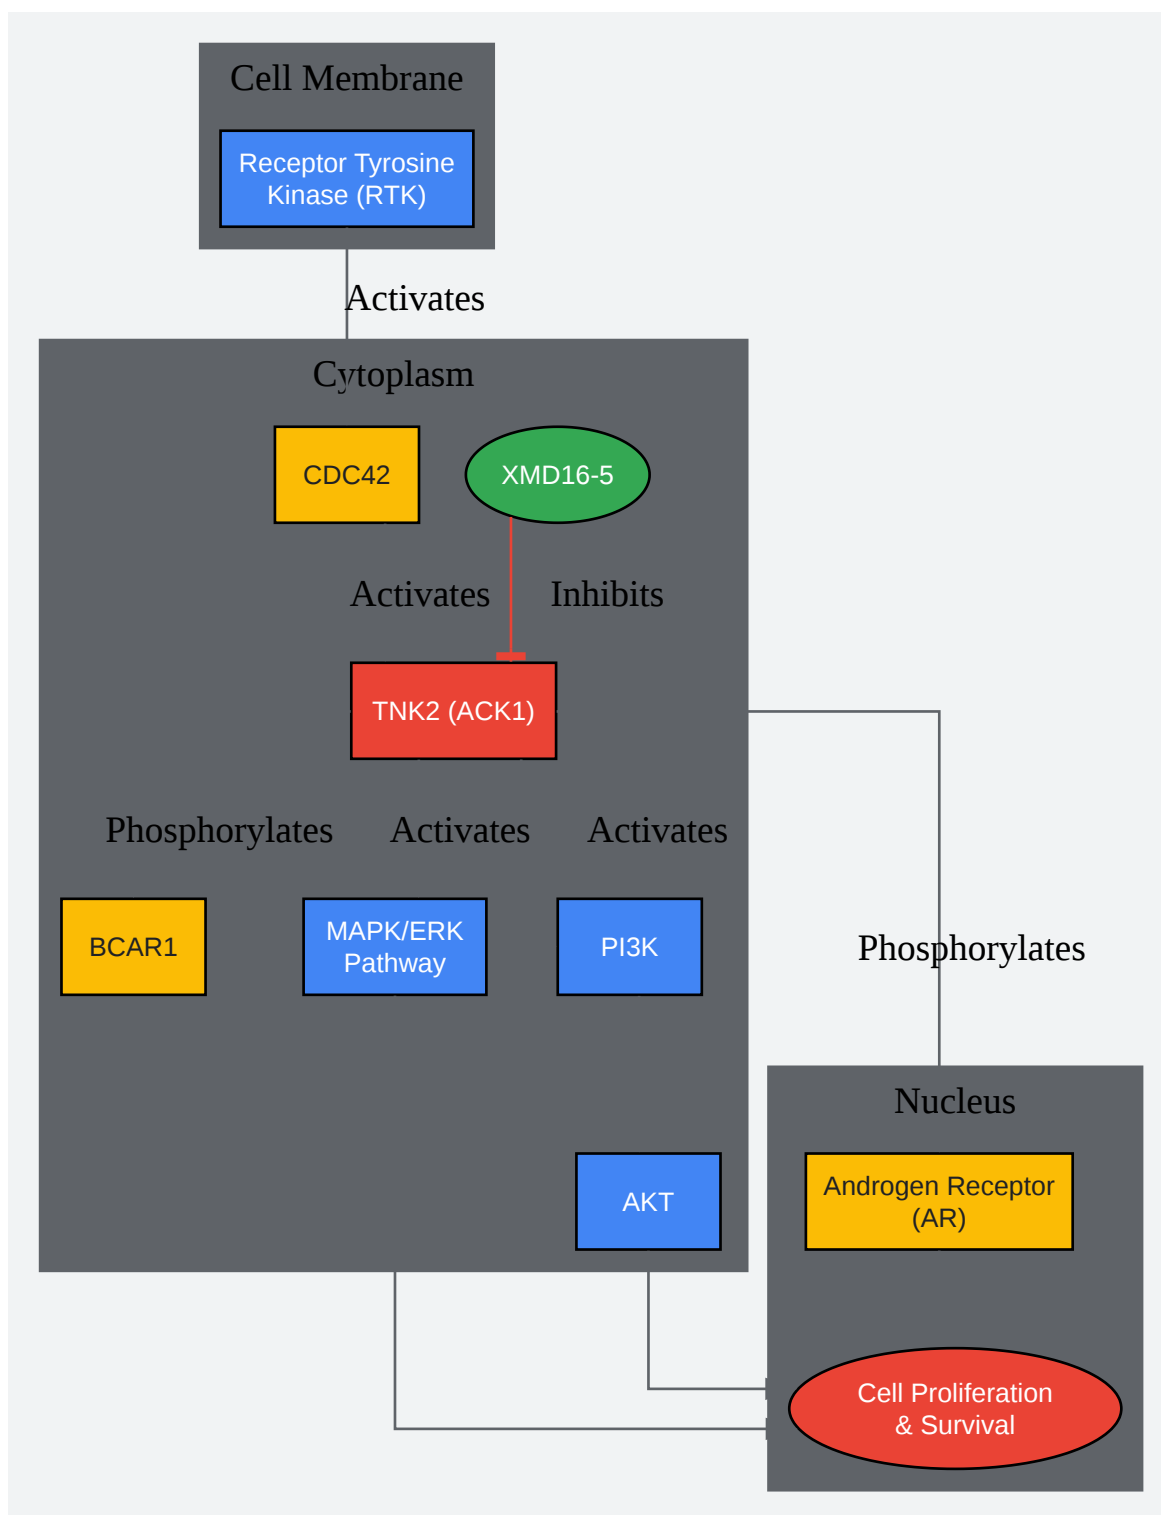 Cell Membrane
Receptor Tyrosine
Kinase (RTK)
Activates
Cytoplasm
CDC42
XMD16-5
Activates
Inhibits
TNK2 (ACK1)
Phosphorylates
Activates
Activates
BCAR1
MAPK/ERK
Pathway
PI3K
Phosphorylates
Nucleus
AKT
Androgen Receptor
(AR)
Cell Proliferation
& Survival